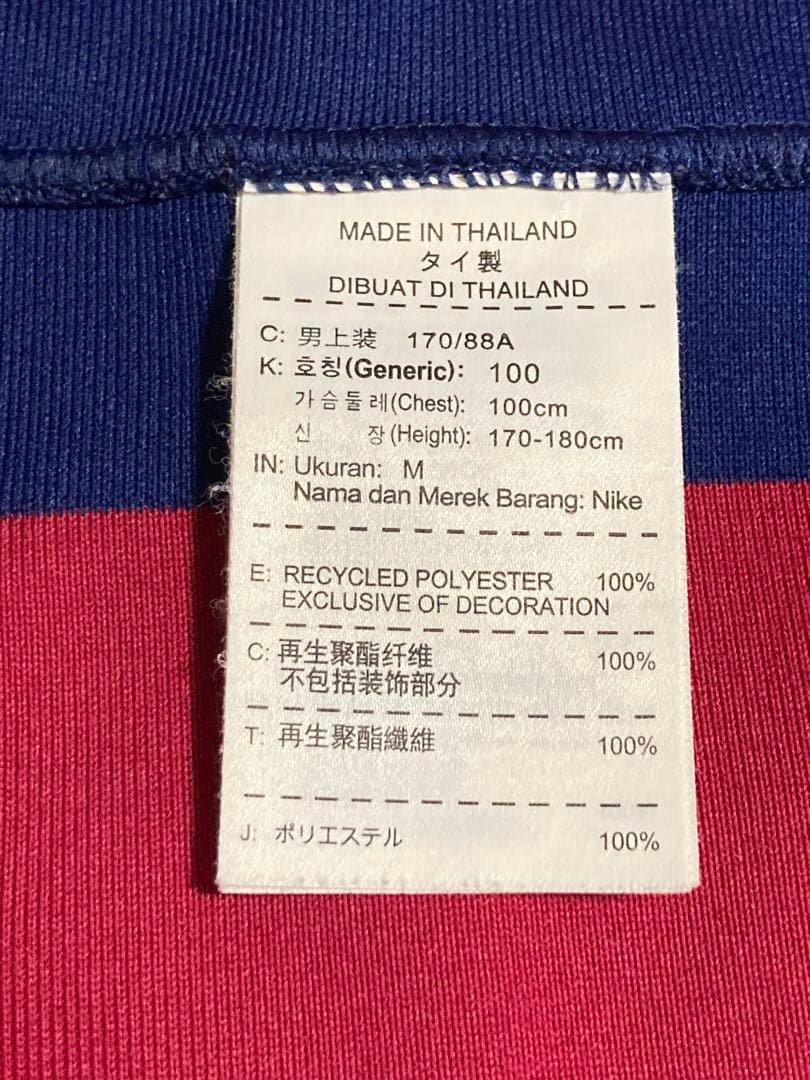 MADE IN THAILAND
タイ製
DIBUAT DI THAILAND
C: 男上装 170/88A
K: 호칭(Generic): 100
가슴둘레(Chest): 100cm
신 장(Height): 170-180cm
IN: Ukuran: M
Nama dan Merek Barang: Nike
E: RECYCLED POLYESTER 100%
EXCLUSIVE OF DECORATION
C: 再生聚酯纤维 100%
不包括装饰部分
T: 再生聚酯纖維 100%
J: ポリエステル 100%